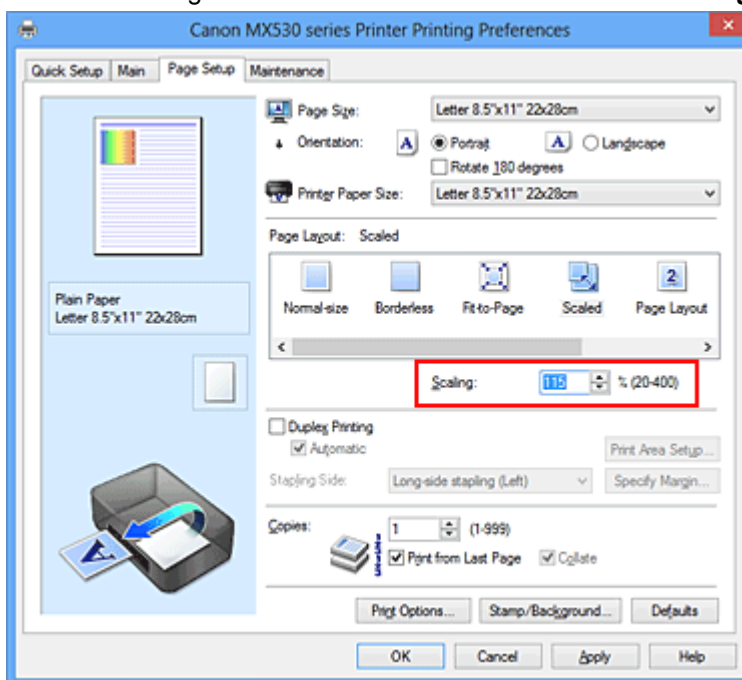 Canon MX530 series Printer Printing Preferences
Quick Setup Main Page Setup Maintenance
Page Size: Letter 8.5"x11" 22x28cm
Orientation: A Portrait A Landscape
Rotate 180 degrees
Printer Paper Size: Letter 8.5"x11" 22x28cm
Page Layout: Scaled
Normal-size Borderless Fit-to-Page Scaled Page Layout
Plain Paper
Letter 8.5"x11" 22x28cm
Scaling: 115 % (20-400)
Duplex Printing
Automatic Print Area Setup...
Stapling Side: Long-side stapling (Left) Specify Margin...
Copies: 1 (1-999)
Print from Last Page Collate
Print Options... Stamp/Background... Defaults
OK Cancel Apply Help